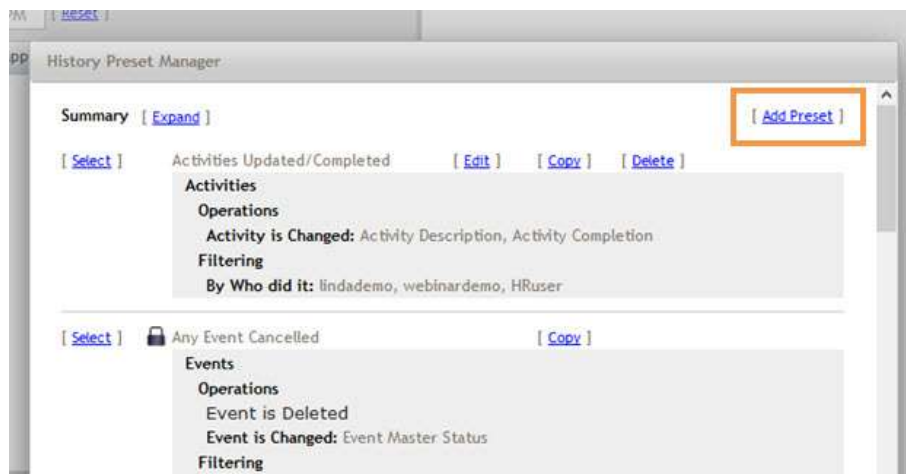 PM [ Reset ]
History Preset Manager
Summary [ Expand ] [ Add Preset ]
[ Select ] Activities Updated/Completed [ Edit ] [ Copy ] [ Delete ]
Activities
Operations
Activity is Changed: Activity Description, Activity Completion
Filtering
By Who did it: lindademo, webinardemo, HRuser
[ Select ] Any Event Cancelled [ Copy ]
Events
Operations
Event is Deleted
Event is Changed: Event Master Status
Filtering